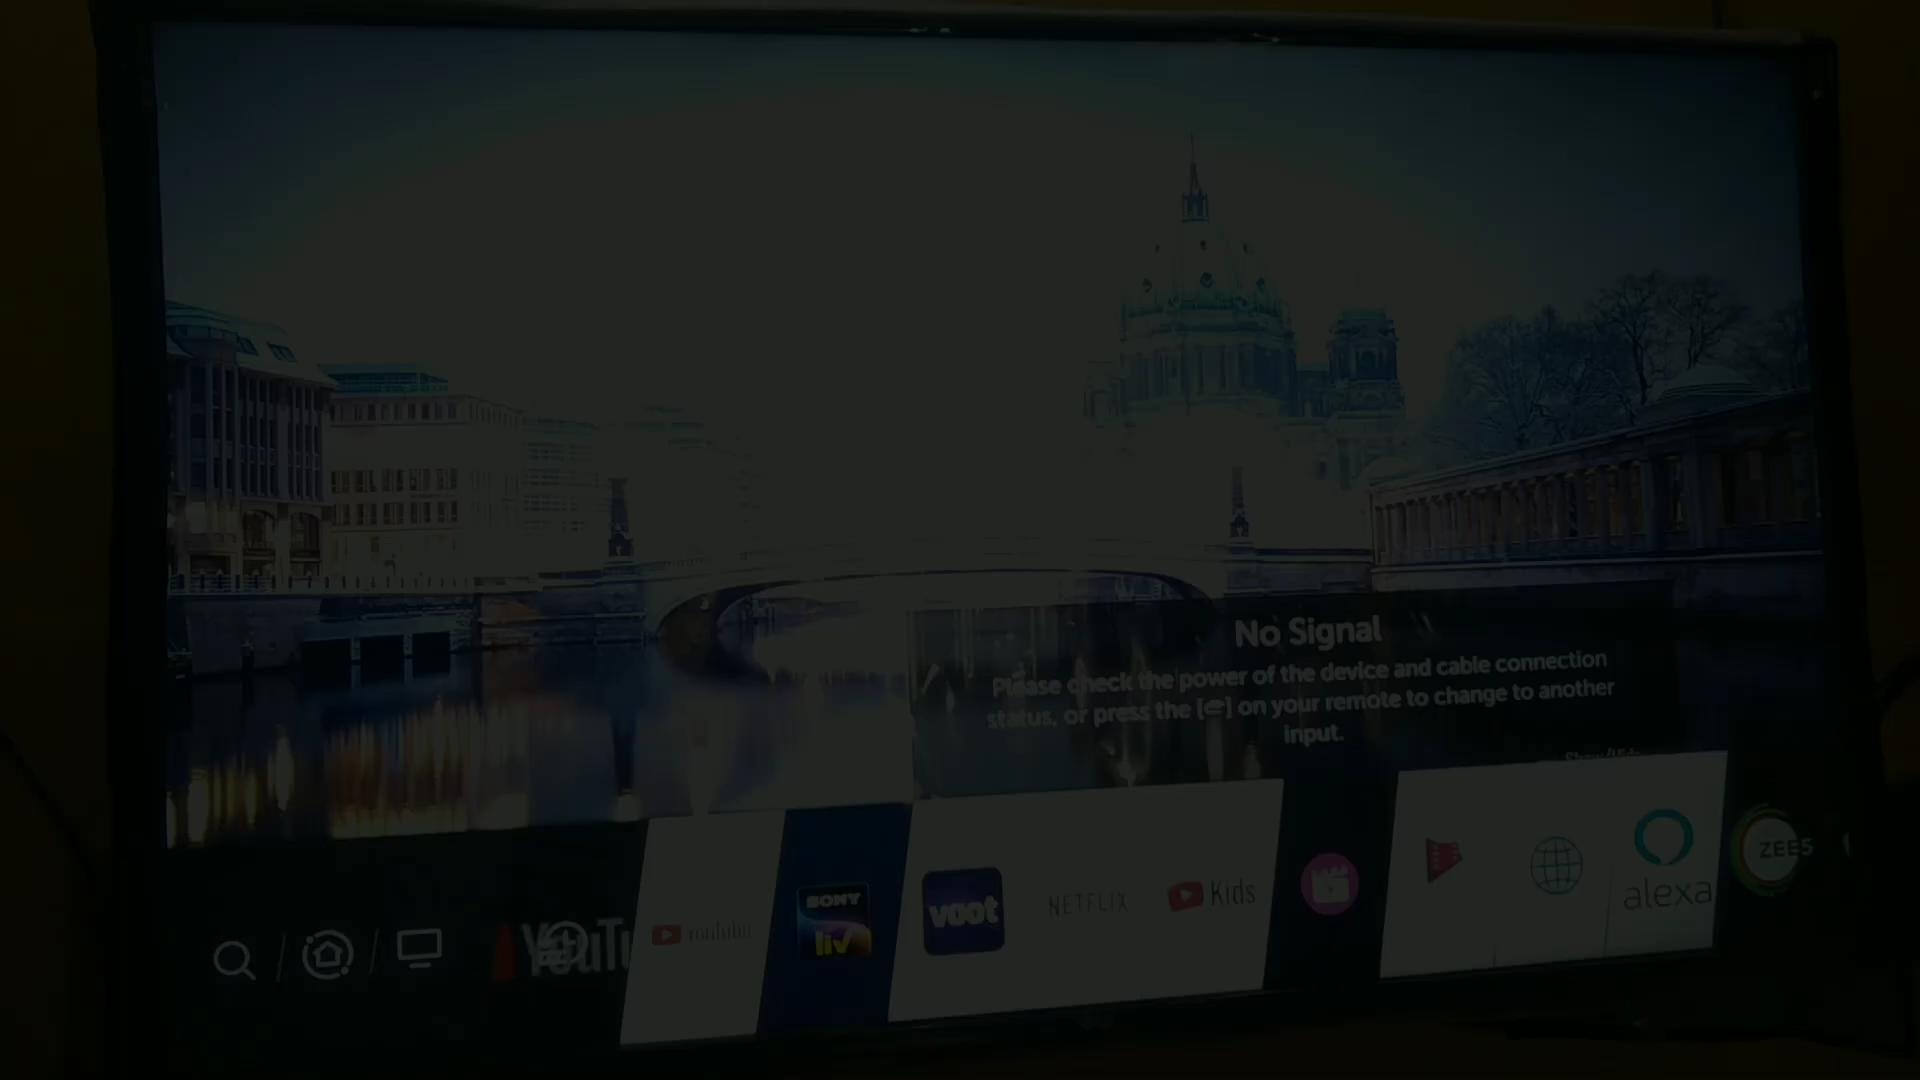 No Signal
Please check the power of the device and cable connection
status, or press the [ ] on your remote to change to another
input.
YouTu
YouTube
SONY
liv
voot
NETFLIX
Kids
alexa
ZEE5